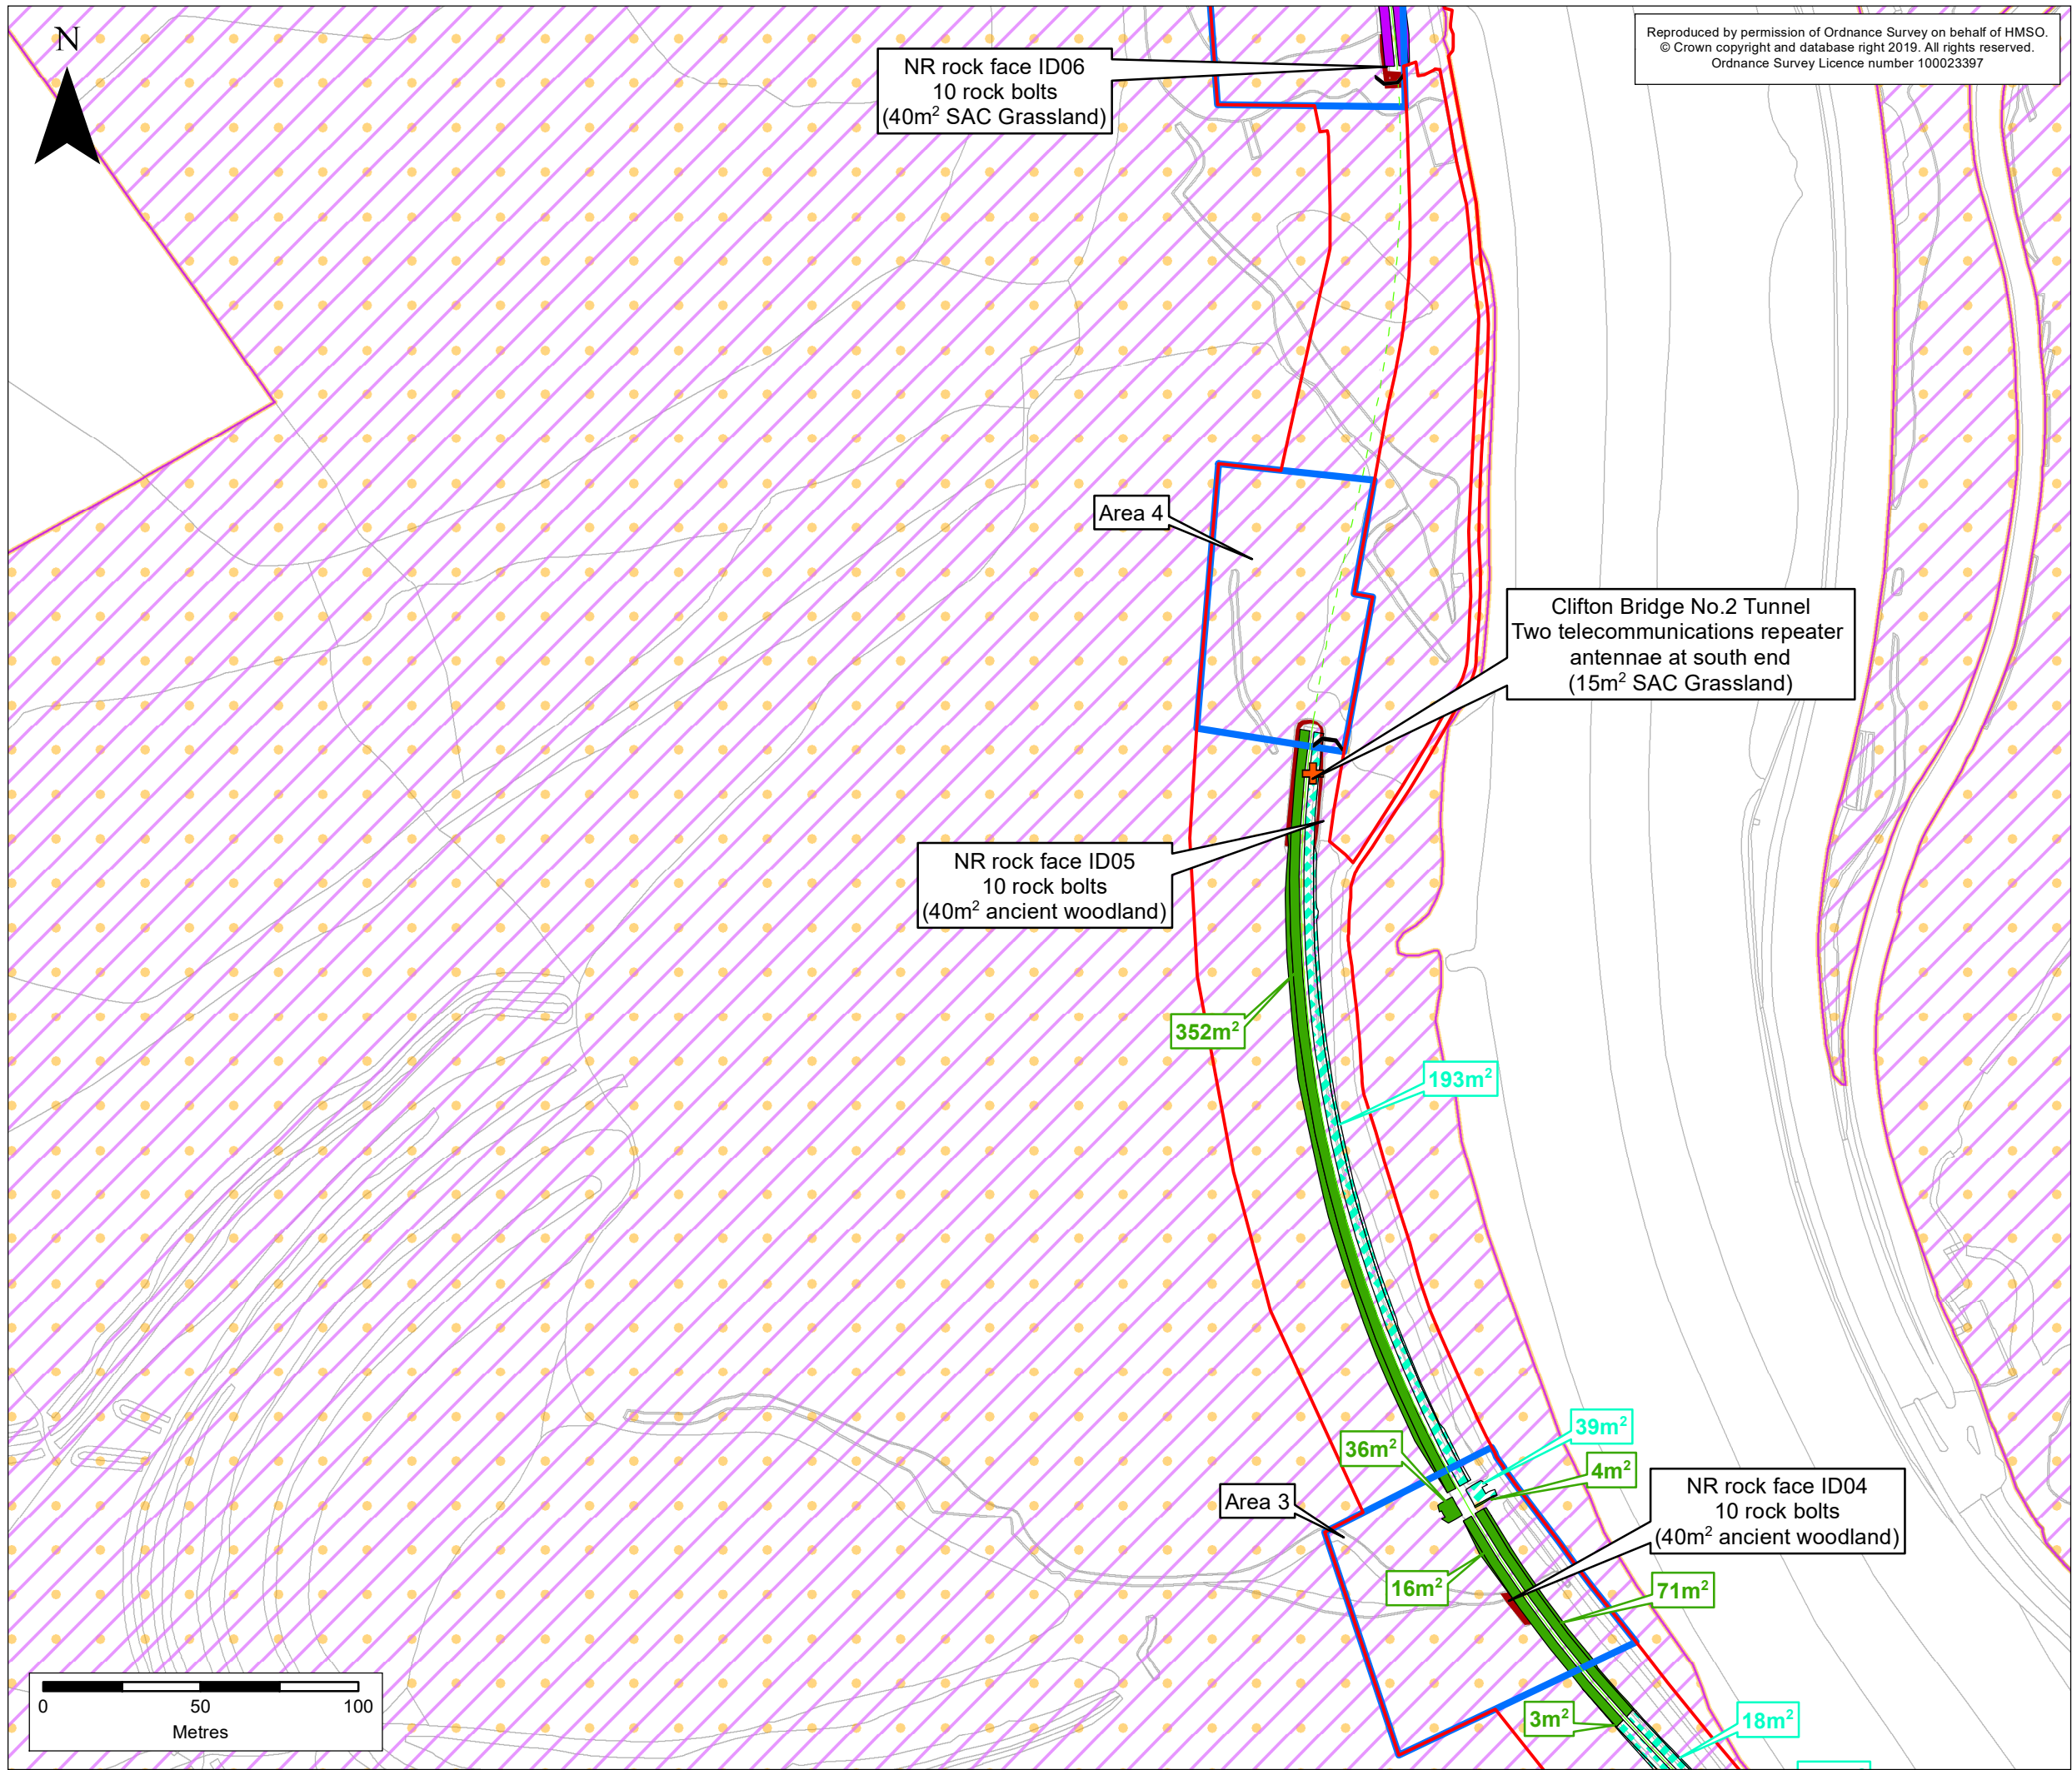 N
Reproduced by permission of Ordnance Survey on behalf of HMSO.
© Crown copyright and database right 2019. All rights reserved.
Ordnance Survey Licence number 100023397
NR rock face ID06
10 rock bolts
(40m² SAC Grassland)
Area 4
Clifton Bridge No.2 Tunnel
Two telecommunications repeater
antennae at south end
(15m² SAC Grassland)
NR rock face ID05
10 rock bolts
(40m² ancient woodland)
352m²
193m²
39m²
36m²
4m²
Area 3
NR rock face ID04
10 rock bolts
(40m² ancient woodland)
16m²
71m²
3m²
18m²
0 50 100
Metres